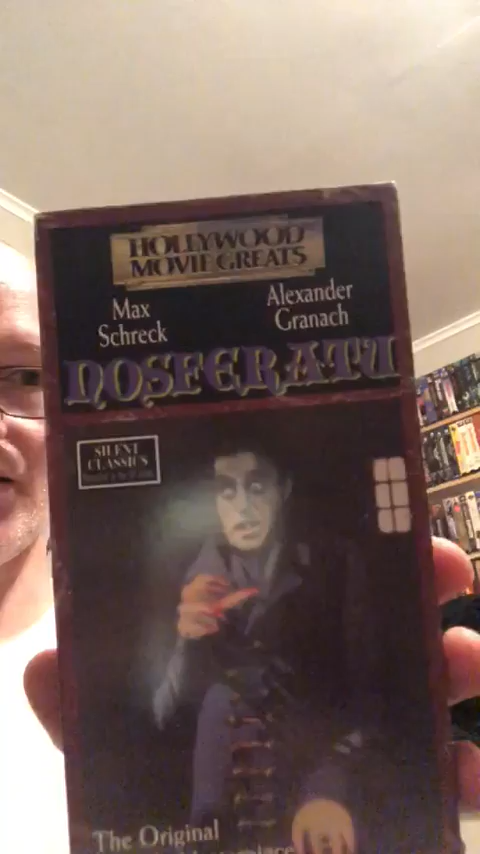 HOLLYWOOD
MOVIE GREATS
Max
Schreck
Alexander
Granach
NOSFERATU
SILENT
CLASSICS
The Original